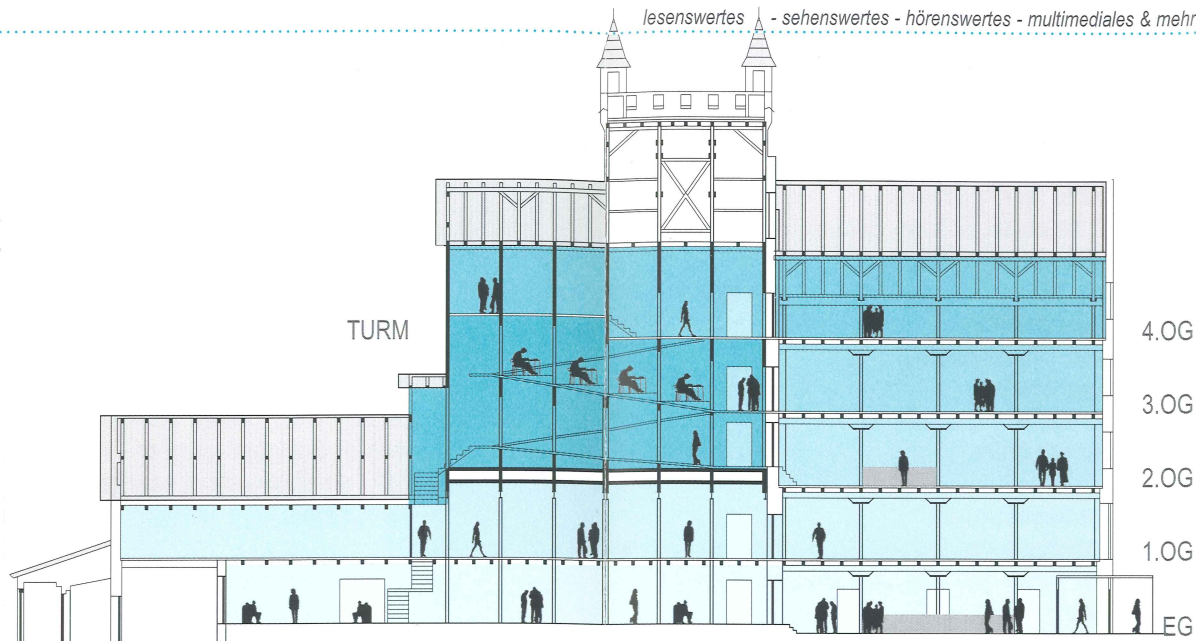 lesenswertes - sehenswertes - hörenswertes - multimediales & mehr
TURM
4.OG
3.OG
2.OG
1.OG
EG